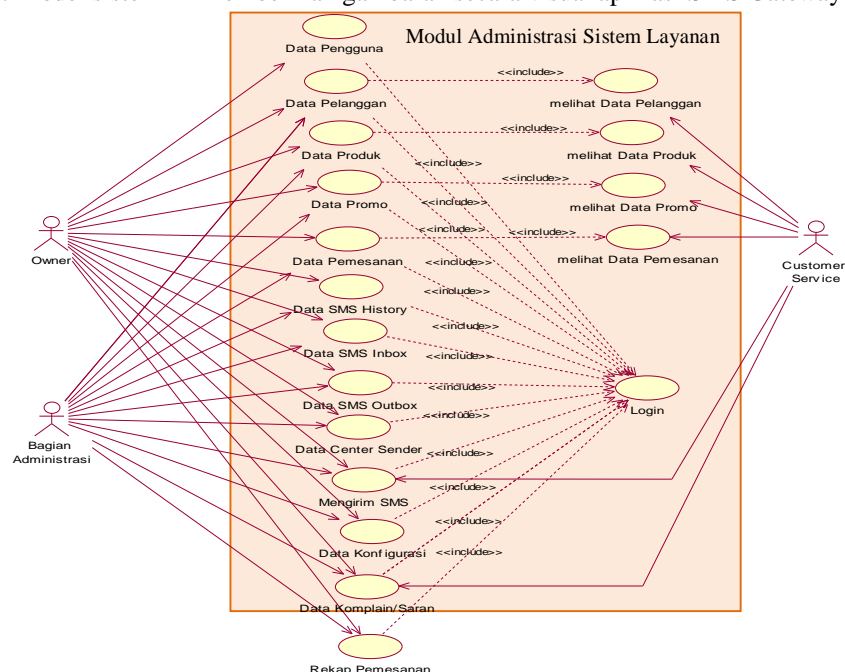 Modul Administrasi Sistem Layanan
Data Pengguna
<<include>>
Data Pelanggan
melihat Data Pelanggan
<<include>>
Data Produk
melihat Data Produk
<<include>>
<<include>>
Data Promo
melihat Data Promo
<<include>>
<<include>>
<<include>>
Owner
Data Pemesanan
melihat Data Pemesanan
Customer
Service
<<include>>
<<include>>
Data SMS History
<<include>>
Data SMS Inbox
<<include>>
<<include>>
Data SMS Outbox
Login
<<include>>
Bagian
Administrasi
Data Center Sender
<<include>>
<<include>>
Mengirim SMS
<<include>>
Data Konfigurasi
<<include>>
Data Komplain/Saran
Rekap Pemesanan